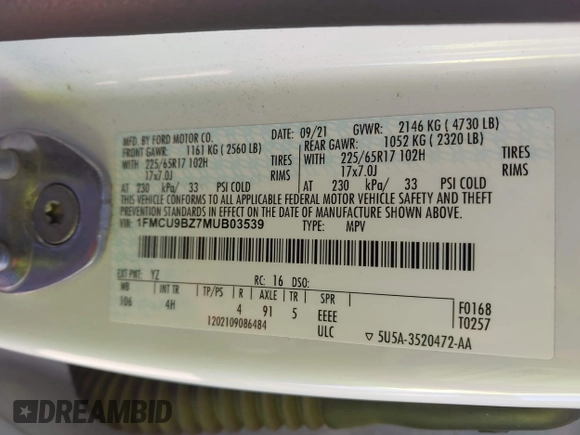 MFD. BY FORD MOTOR CO.
09/21
GVWR: 2146 KG ( 4730 LB)
FRONT GAWR: 1161 KG ( 2560 LB)
REAR GAWR: 1052 KG ( 2320 LB)
WITH 225/65R17 102H TIRES
WITH 225/65R17 102H TIRES
17x7.0J RIMS
17x7.0J RIMS
AT 230 kPa/ 33 PSI COLD
AT 230 kPa/ 33 PSI COLD
THIS VEHICLE CONFORMS TO ALL APPLICABLE FEDERAL MOTOR VEHICLE SAFETY AND THEFT
PREVENTION STANDARDS IN EFFECT ON THE DATE OF MANUFACTURE SHOWN ABOVE.
VIN: 1FMCU9BZ7MUB03539
TYPE: MPV
EXT PNT: YZ RC: 16 DSO:
WB INT TR TP/PS R AXLE TR SPR
106 4H 4 91 5 EEEE
F0168
T0257
1202109086484 ULC
5U5A-3520472-AA
DREAMBID